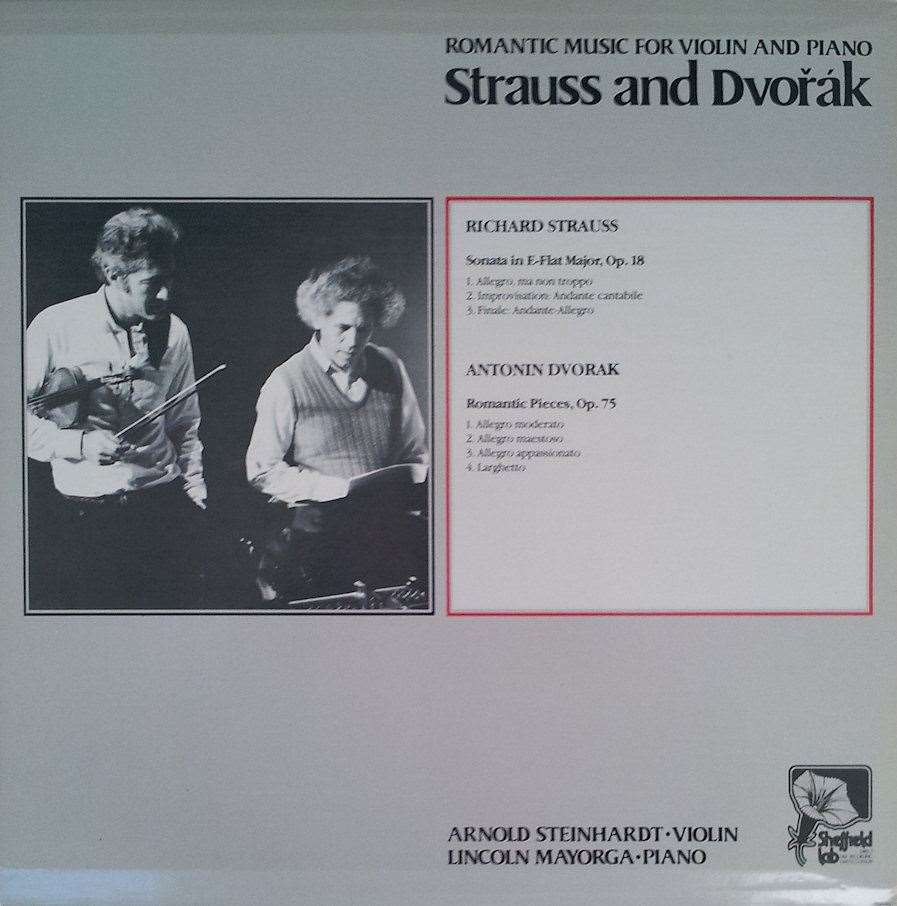 ROMANTIC MUSIC FOR VIOLIN AND PIANO
Strauss and Dvořák
RICHARD STRAUSS
Sonata in E-Flat Major, Op. 18
1. Allegro, ma non troppo
2. Improvisation: Andante cantabile
3. Finale: Andante-Allegro
ANTONIN DVORAK
Romantic Pieces, Op. 75
1. Allegro moderato
2. Allegro maestoso
3. Allegro appassionato
4. Larghetto
ARNOLD STEINHARDT • VIOLIN
LINCOLN MAYORGA • PIANO
Sheffield
lab